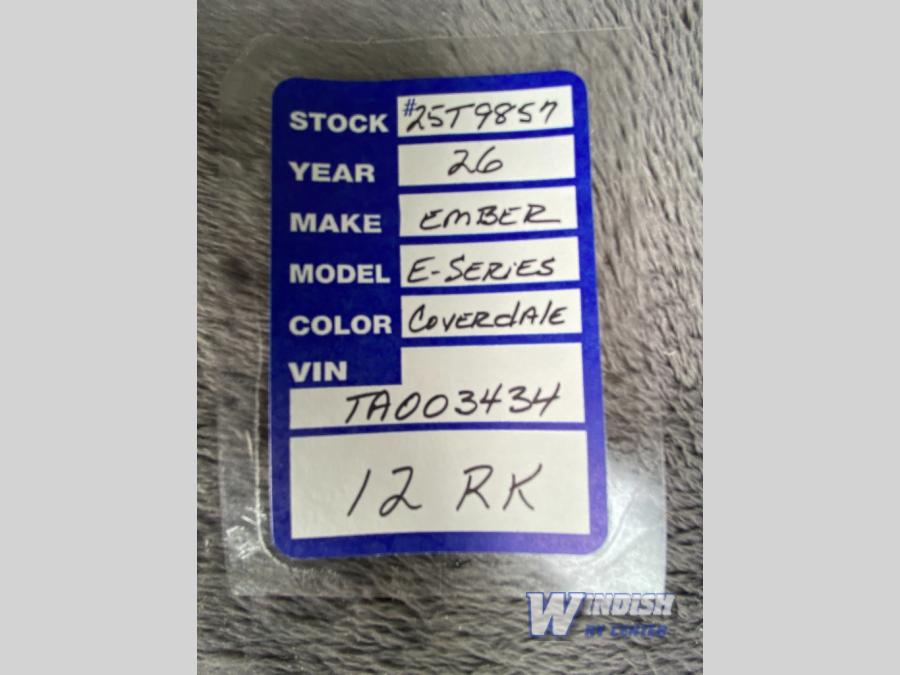 STOCK #25T9857
YEAR 26
MAKE EMBER
MODEL E-SERIES
COLOR COVERdALE
VIN
TA003434
12 RK
WINDISH
RV CENTER